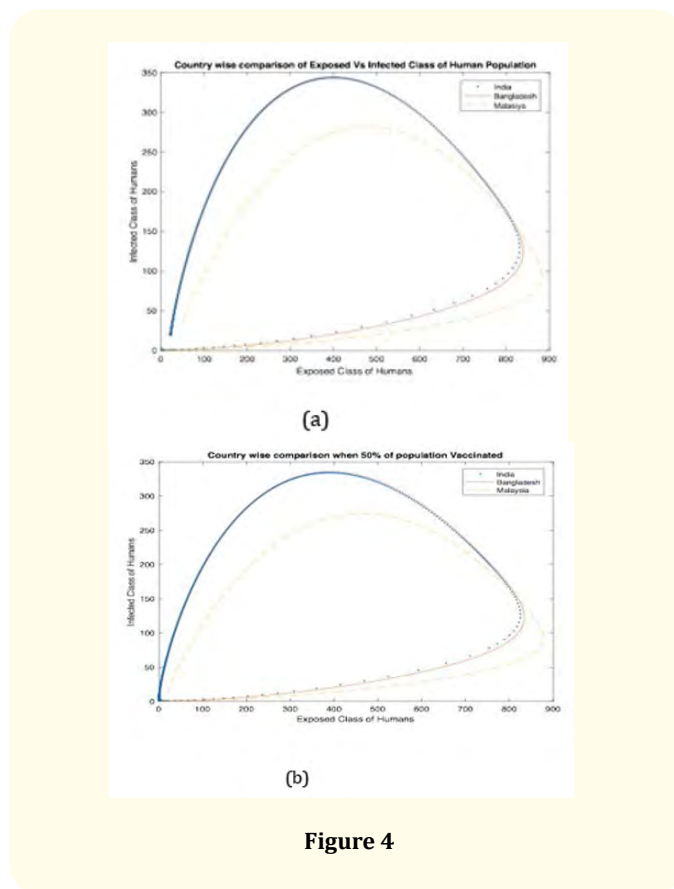 Country wise comparison of Exposed Vs Infected Class of Human Population
350
300
250
200
150
100
50
0
Infected Class of Humans
India
Bangladesh
Malasiya
0 100 200 300 400 500 600 700 800 900
Exposed Class of Humans
(a)
Country wise comparison when 50% of population Vaccinated
350
300
250
200
150
100
50
0
Infected Class of Humans
India
Bangladesh
Malaysia
0 100 200 300 400 500 600 700 800 900
Exposed Class of Humans
(b)
Figure 4